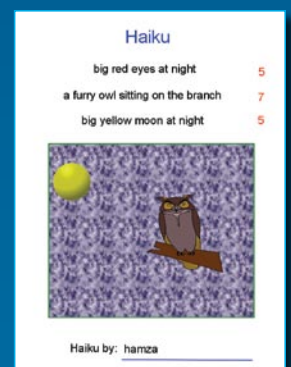 Haiku
big red eyes at night 5
a furry owl sitting on the branch 7
big yellow moon at night 5
Haiku by: hamza